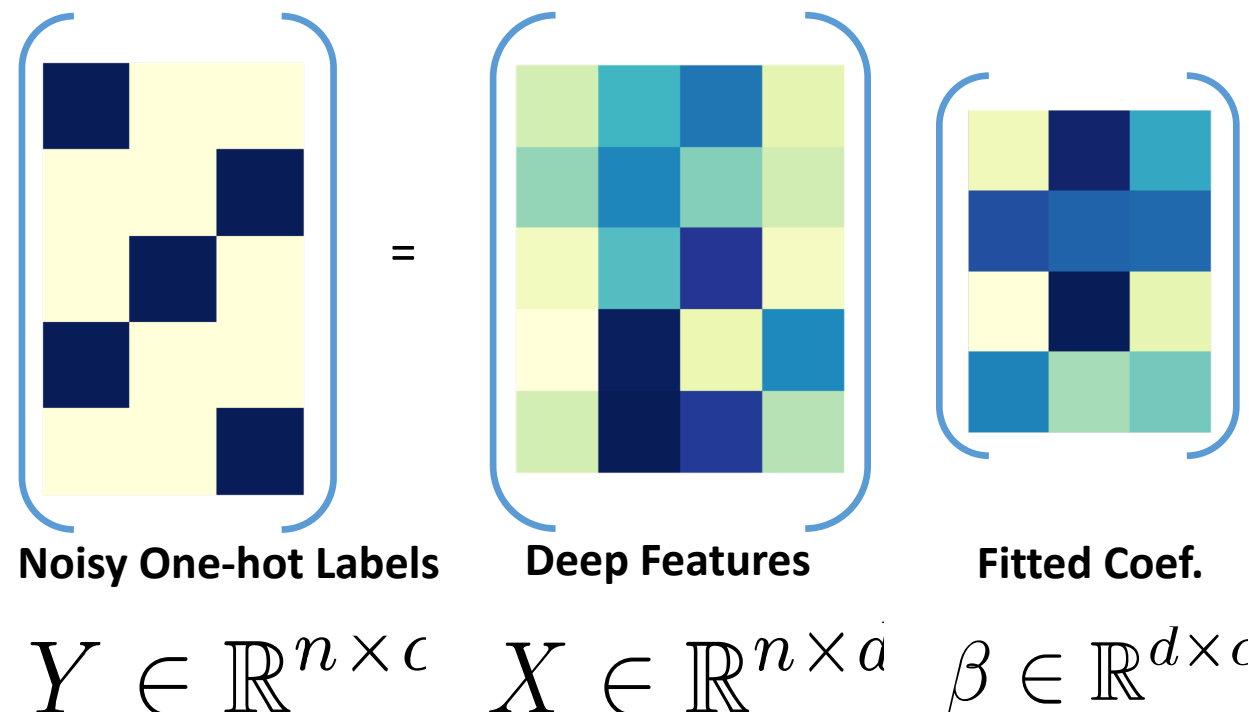 =
Noisy One-hot Labels
Deep Features
Fitted Coef.
Y ∈ ℝ^{n×c}
X ∈ ℝ^{n×d}
β ∈ ℝ^{d×c}